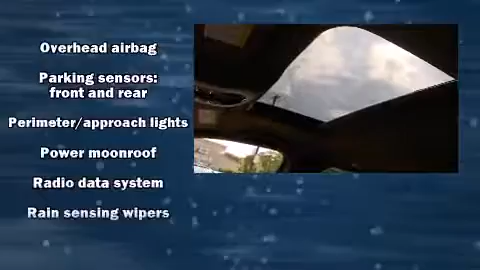 Overhead airbag
Parking sensors:
front and rear
Perimeter/approach lights
Power moonroof
Radio data system
Rain sensing wipers